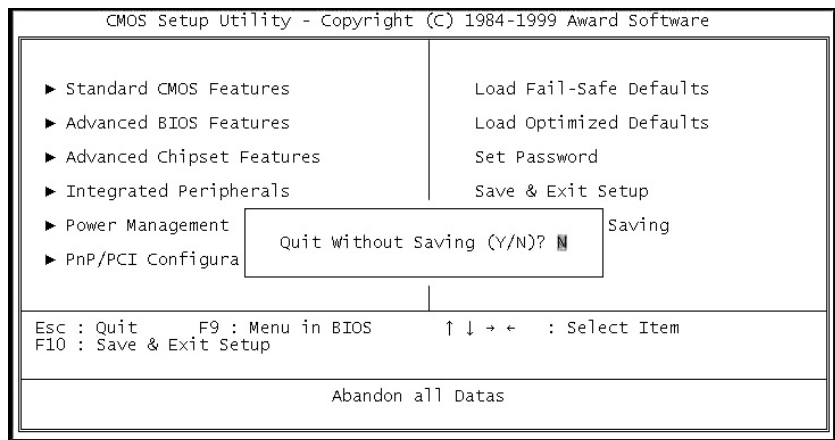 CMOS Setup Utility - Copyright (C) 1984-1999 Award Software
▶ Standard CMOS Features
▶ Advanced BIOS Features
▶ Advanced Chipset Features
▶ Integrated Peripherals
▶ Power Management
▶ PnP/PCI Configura
Load Fail-Safe Defaults
Load Optimized Defaults
Set Password
Save & Exit Setup
Saving
Quit Without Saving (Y/N)? N
Esc : Quit F9 : Menu in BIOS ↑ ↓ → ← : Select Item
F10 : Save & Exit Setup
Abandon all Datas